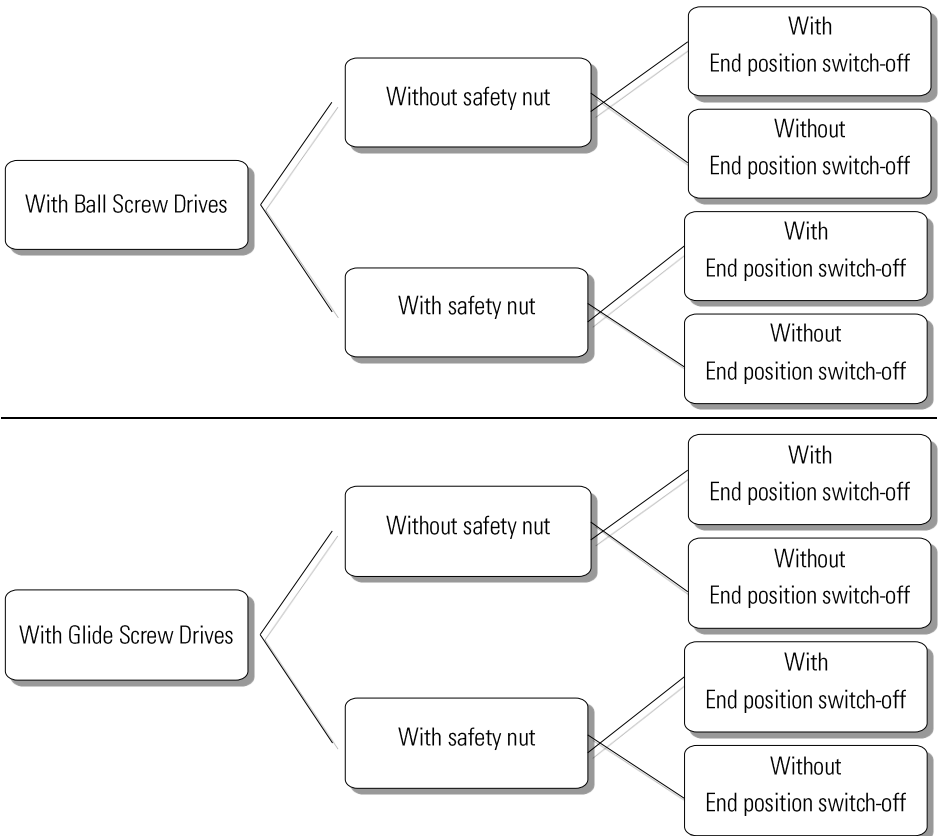 With
End position switch-off
Without safety nut
Without
End position switch-off
With Ball Screw Drives
With
End position switch-off
With safety nut
Without
End position switch-off
With
End position switch-off
Without safety nut
Without
End position switch-off
With Glide Screw Drives
With
End position switch-off
With safety nut
Without
End position switch-off